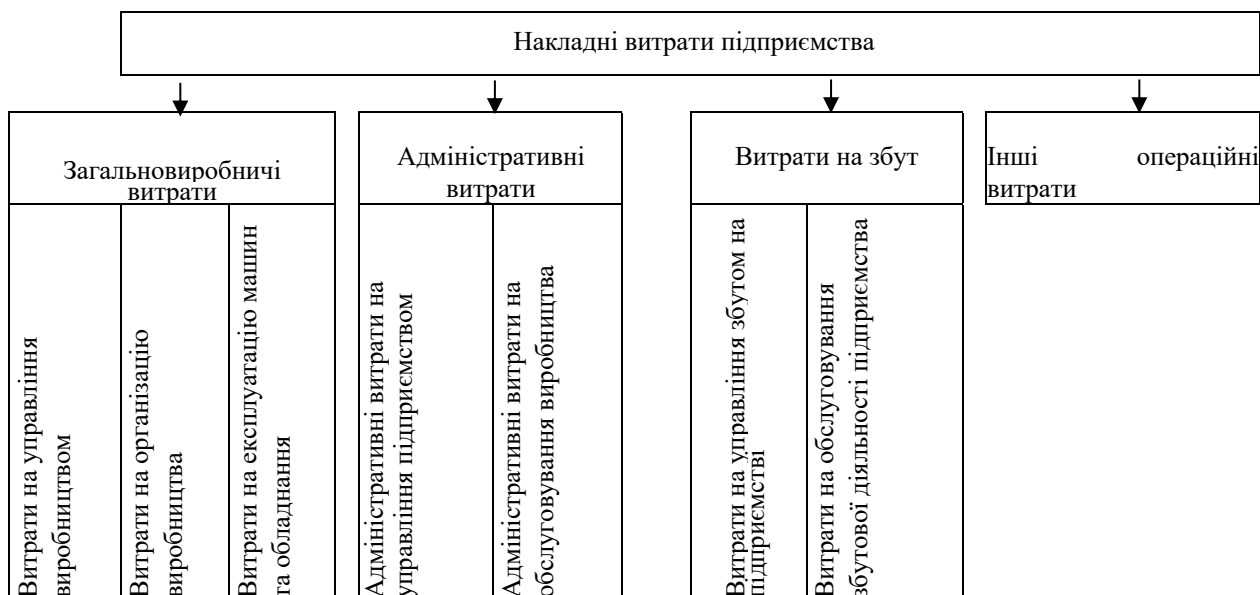 Накладні витрати підприємства
Загальновиробничі
витрати
Адміністративні
витрати
Витрати на збут
Інші операційні
витрати
Витрати на управління
виробництвом
Витрати на організацію
виробництва
Витрати на експлуатацію машин
та обладнання
Адміністративні витрати на
управління підприємством
Адміністративні витрати на
обслуговування виробництва
Витрати на управління збутом на
підприємстві
Витрати на обслуговування
збутової діяльності підприємства